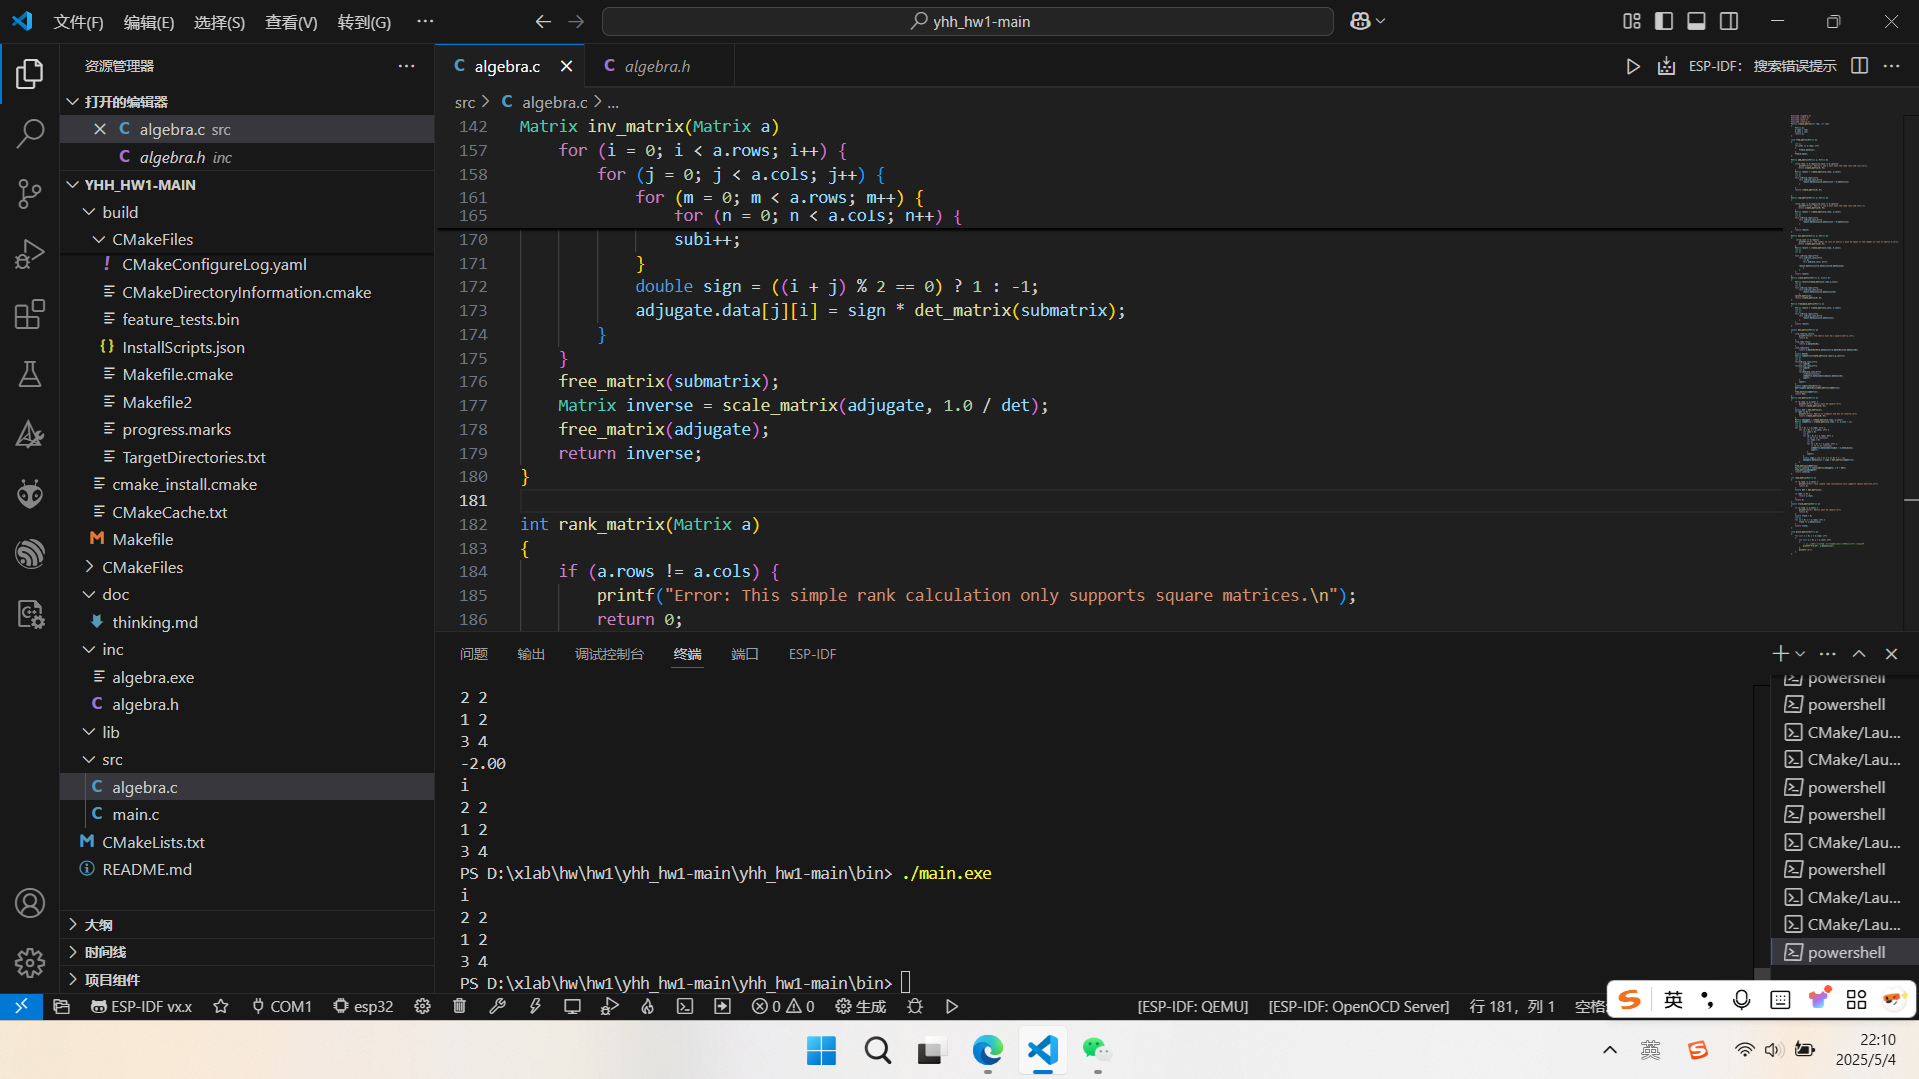 文件(F) 编辑(E) 选择(S) 查看(V) 转到(G) ···
yhh_hw1-main
资源管理器
打开的编辑器
algebra.c src
algebra.h inc
YHH_HW1-MAIN
build
CMakeFiles
CMakeConfigureLog.yaml
CMakeDirectoryInformation.cmake
feature_tests.bin
InstallScripts.json
Makefile.cmake
Makefile2
progress.marks
TargetDirectories.txt
cmake_install.cmake
CMakeCache.txt
Makefile
CMakeFiles
doc
thinking.md
inc
algebra.exe
algebra.h
lib
src
algebra.c
main.c
CMakeLists.txt
README.md
大纲
时间线
项目组件
algebra.c
algebra.h
ESP-IDF: 搜索错误提示
src > C algebra.c > ...
142 Matrix inv_matrix(Matrix a)
157 for (i = 0; i < a.rows; i++) {
158 for (j = 0; j < a.cols; j++) {
161 for (m = 0; m < a.rows; m++) {
165 for (n = 0; n < a.cols; n++) {
170 subi++;
171 }
172 double sign = ((i + j) % 2 == 0) ? 1 : -1;
173 adjugate.data[j][i] = sign * det_matrix(submatrix);
174 }
175 }
176 free_matrix(submatrix);
177 Matrix inverse = scale_matrix(adjugate, 1.0 / det);
178 free_matrix(adjugate);
179 return inverse;
180 }
181
182 int rank_matrix(Matrix a)
183 {
184 if (a.rows != a.cols) {
185 printf("Error: This simple rank calculation only supports square matrices.\n");
186 return 0;
问题 输出 调试控制台 终端 端口 ESP-IDF
2 2
1 2
3 4
-2.00
i
2 2
1 2
3 4
PS D:\xlab\hw\hw1\yhh_hw1-main\yhh_hw1-main\bin> ./main.exe
i
2 2
1 2
3 4
PS D:\xlab\hw\hw1\yhh_hw1-main\yhh_hw1-main\bin>
powershell
powershell
CMake/Lau...
CMake/Lau...
powershell
powershell
CMake/Lau...
powershell
CMake/Lau...
CMake/Lau...
powershell
ESP-IDF vx.x COM1 esp32 0 0 生成 [ESP-IDF: QEMU] [ESP-IDF: OpenOCD Server] 行 181，列 1 空格
英
英
22:10
2025/5/4